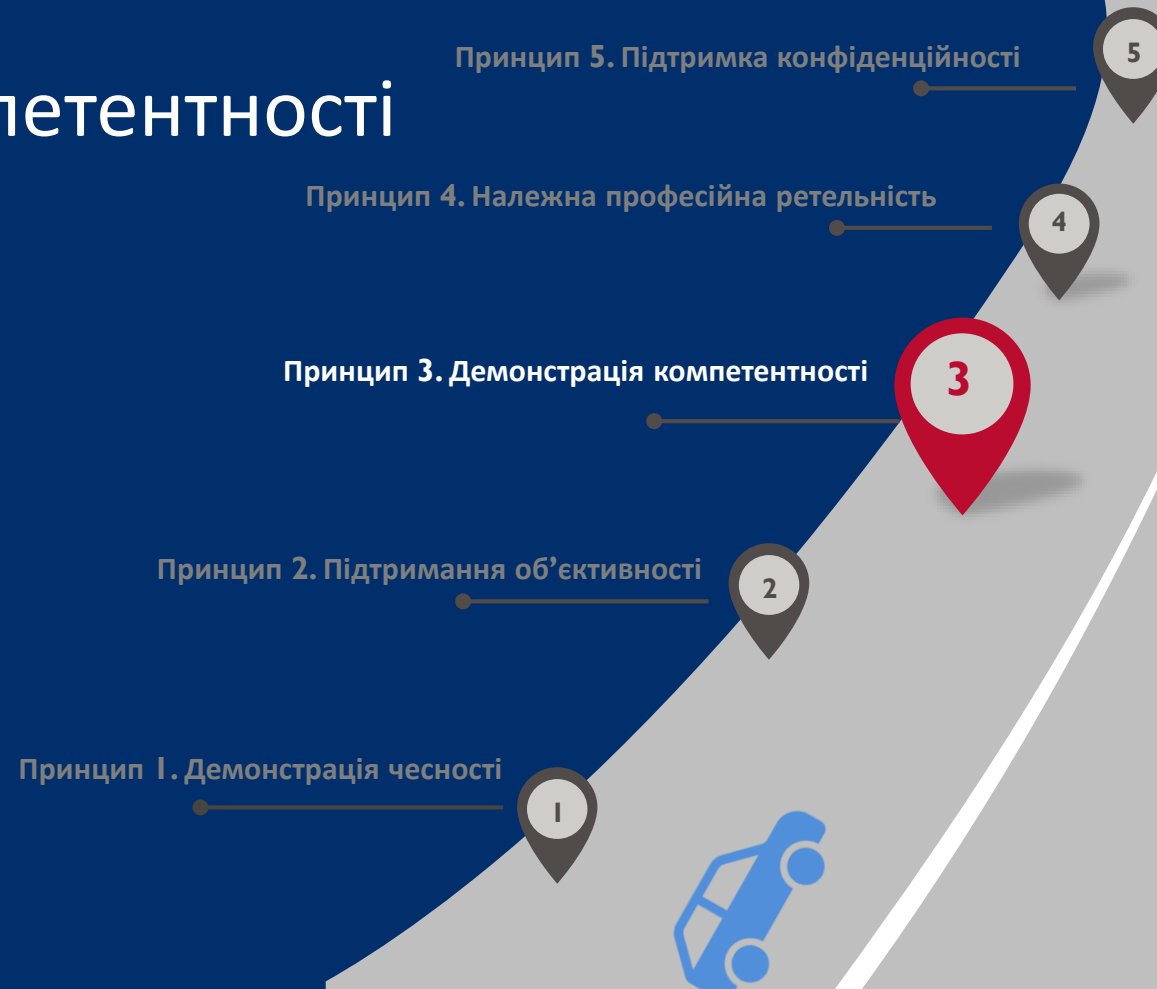 Принцип 5. Підтримка конфіденційності
5
петентності
Принцип 4. Належна професійна ретельність
4
Принцип 3. Демонстрація компетентності
3
Принцип 2. Підтримання об’єктивності
2
Принцип 1. Демонстрація чесності
1